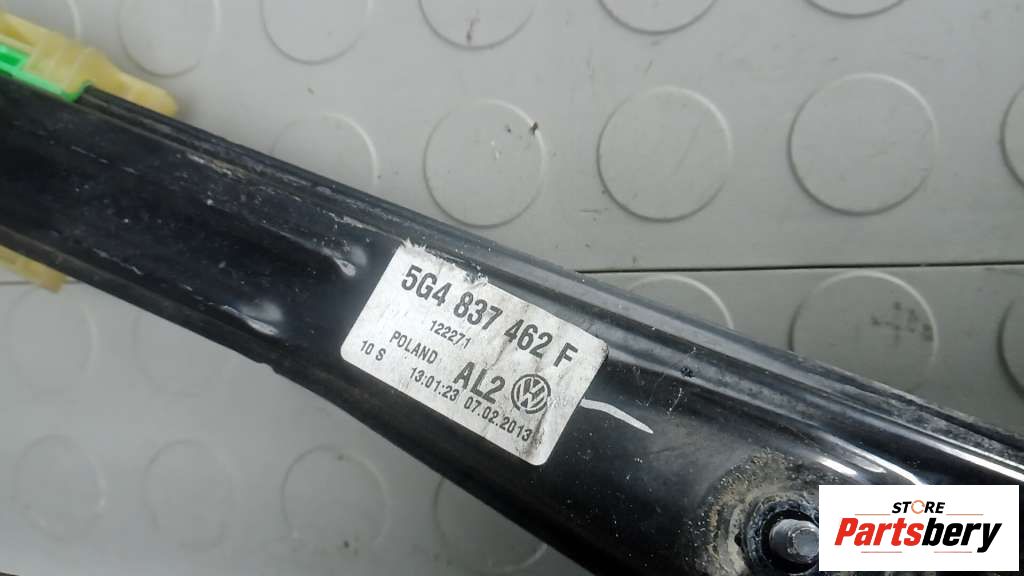 5G4 837 462 F
122271
POLAND AL2
10 S 13:01:23 07.02.2013
STORE
Partsbery